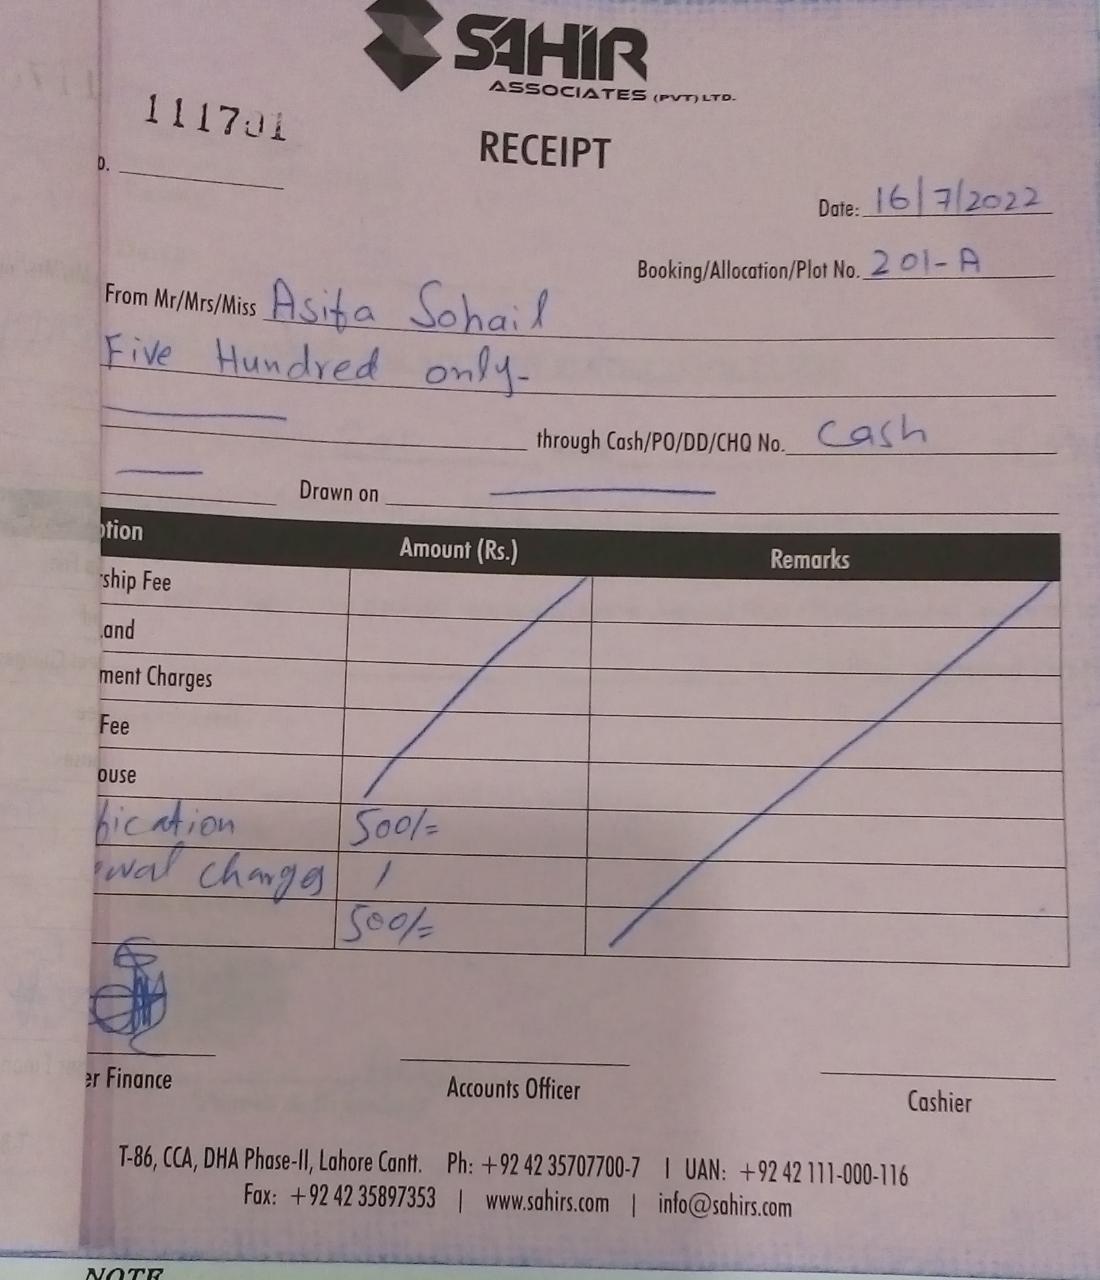 SAHIR
ASSOCIATES (PVT) LTD.
111701
RECEIPT
o.
Date: 16/7/2022
Booking/Allocation/Plot No. 201-A
From Mr/Mrs/Miss Asifa Sohail
Five Hundred only-
through Cash/PO/DD/CHQ No. Cash
Drawn on
ption Amount (Rs.) Remarks
rship Fee
Land
ment Charges
Fee
ouse
fication 500/=
ewal charges /
500/=
er Finance Accounts Officer Cashier
T-86, CCA, DHA Phase-II, Lahore Cantt. Ph: +92 42 35707700-7 | UAN: +92 42 111-000-116
Fax: +92 42 35897353 | www.sahirs.com | info@sahirs.com
NOTE